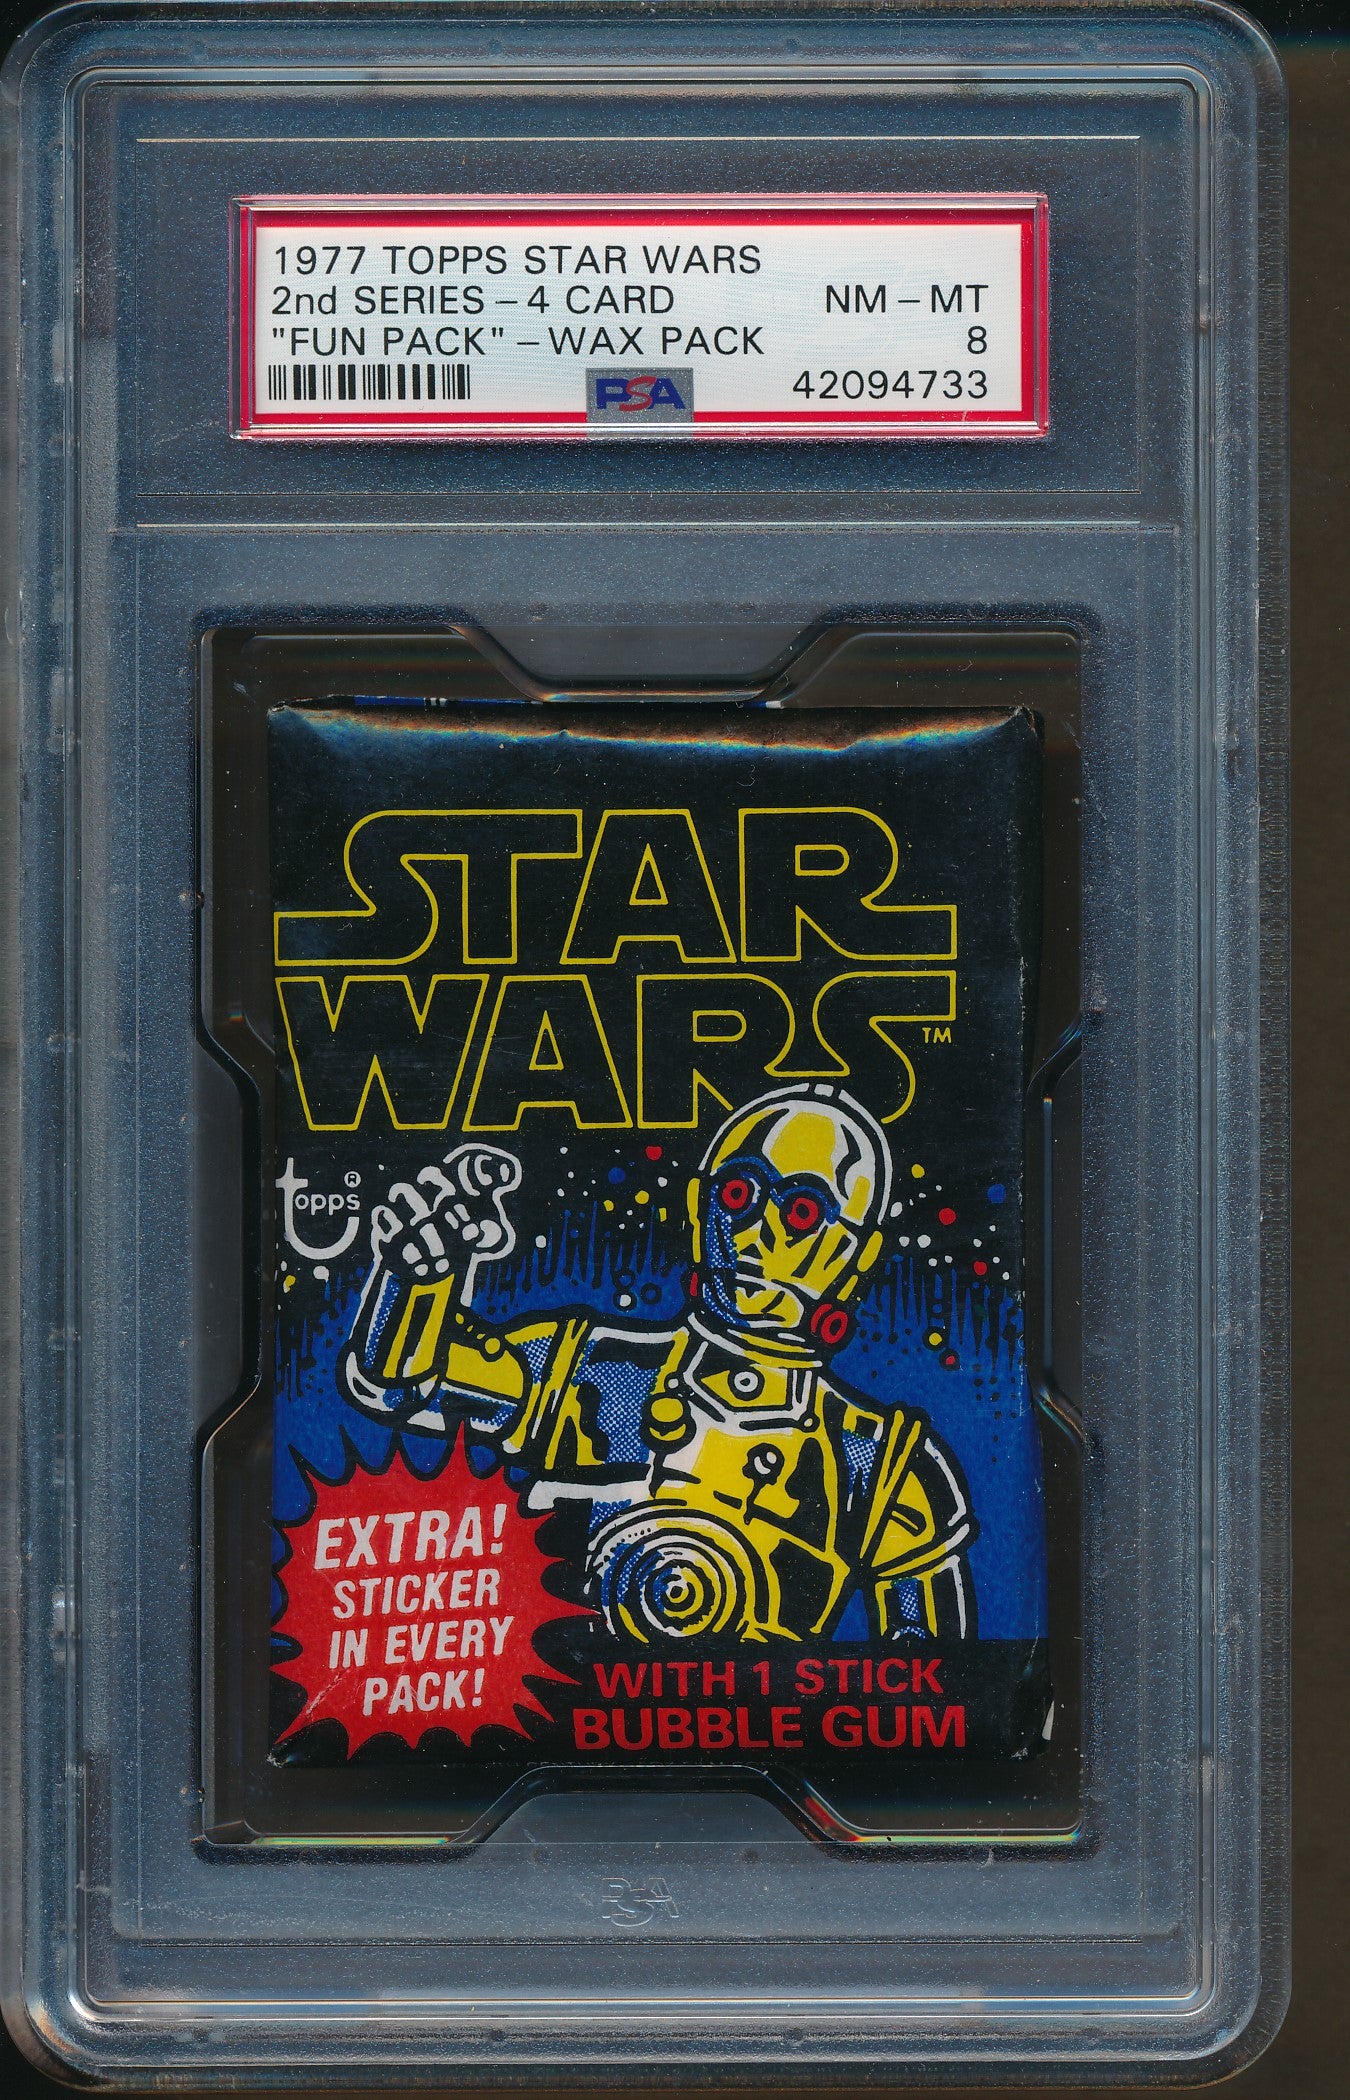 1977 TOPPS STAR WARS
2nd SERIES – 4 CARD NM – MT
"FUN PACK" – WAX PACK 8
PSA 42094733
STAR
WARS
TM
topps®
EXTRA!
STICKER
IN EVERY
PACK!
WITH 1 STICK
BUBBLE GUM
PSA